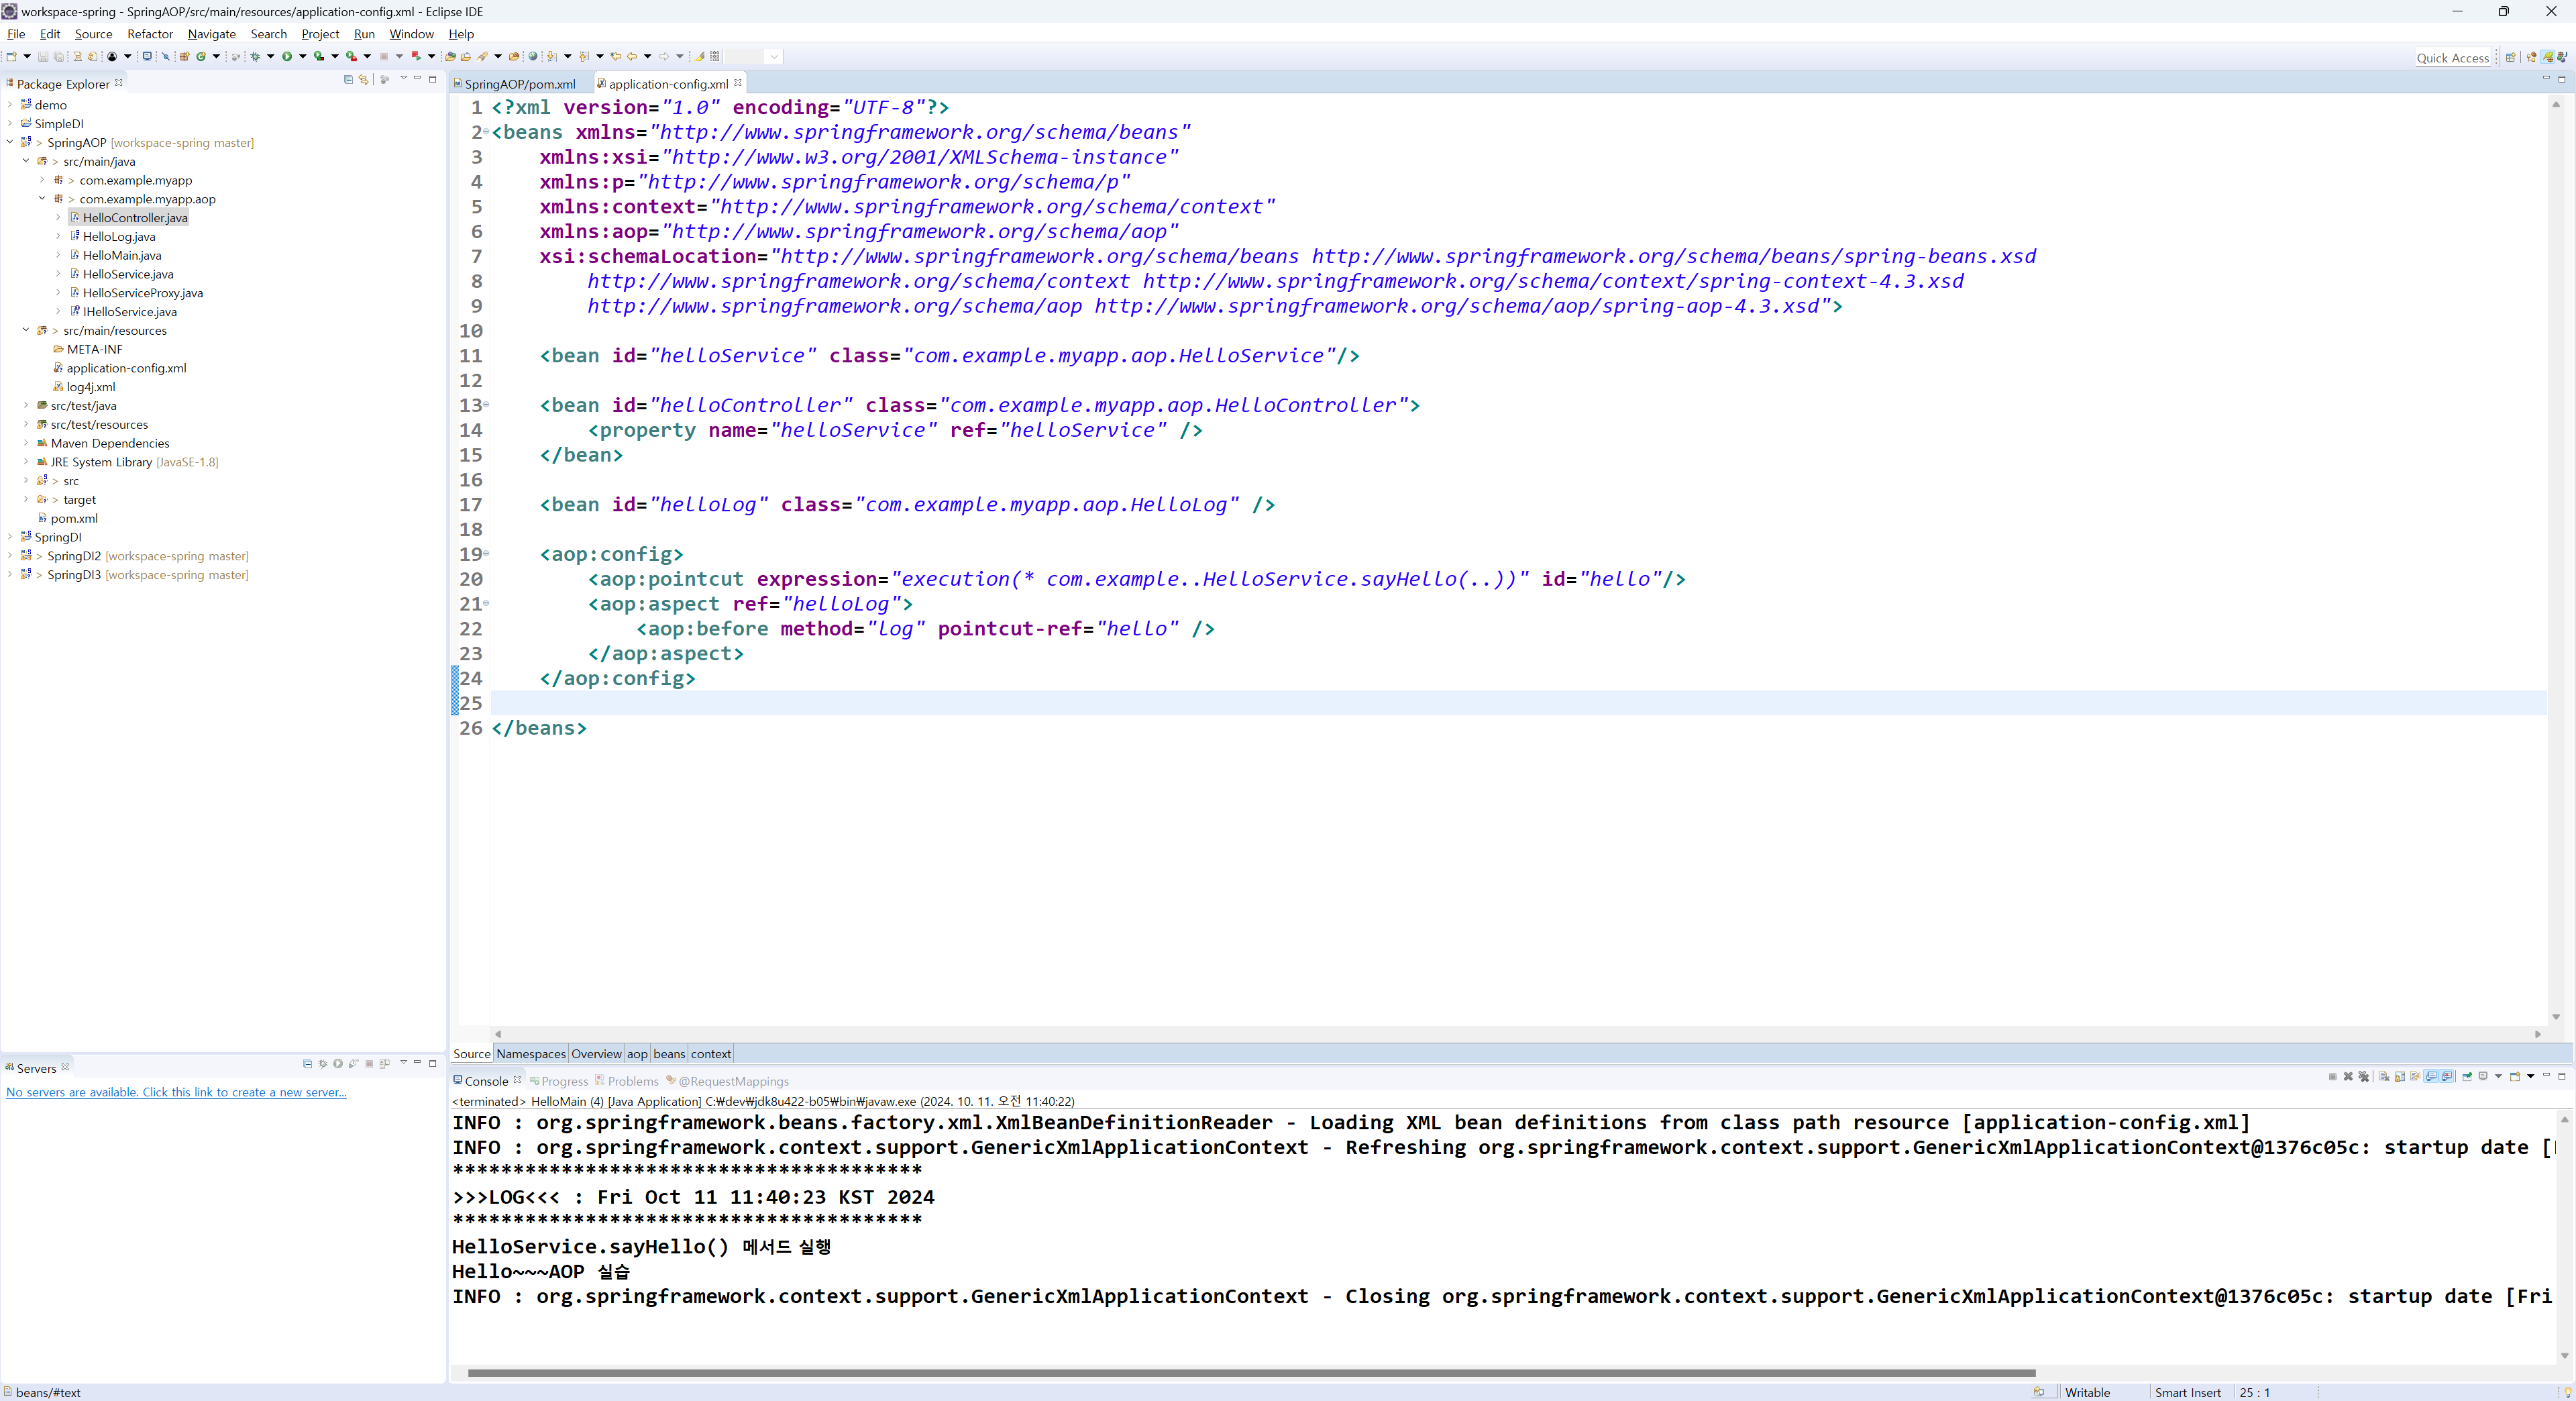 workspace-spring - SpringAOP/src/main/resources/application-config.xml - Eclipse IDE
File Edit Source Refactor Navigate Search Project Run Window Help
Quick Access
Package Explorer
demo
SimpleDI
> SpringAOP [workspace-spring master]
> src/main/java
> com.example.myapp
> com.example.myapp.aop
HelloController.java
HelloLog.java
HelloMain.java
HelloService.java
HelloServiceProxy.java
IHelloService.java
> src/main/resources
META-INF
application-config.xml
log4j.xml
src/test/java
src/test/resources
Maven Dependencies
JRE System Library [JavaSE-1.8]
> src
> target
pom.xml
SpringDI
> SpringDI2 [workspace-spring master]
> SpringDI3 [workspace-spring master]
SpringAOP/pom.xml application-config.xml
1 <?xml version="1.0" encoding="UTF-8"?>
2 <beans xmlns="http://www.springframework.org/schema/beans"
3 xmlns:xsi="http://www.w3.org/2001/XMLSchema-instance"
4 xmlns:p="http://www.springframework.org/schema/p"
5 xmlns:context="http://www.springframework.org/schema/context"
6 xmlns:aop="http://www.springframework.org/schema/aop"
7 xsi:schemaLocation="http://www.springframework.org/schema/beans http://www.springframework.org/schema/beans/spring-beans.xsd
8 http://www.springframework.org/schema/context http://www.springframework.org/schema/context/spring-context-4.3.xsd
9 http://www.springframework.org/schema/aop http://www.springframework.org/schema/aop/spring-aop-4.3.xsd">
10
11 <bean id="helloService" class="com.example.myapp.aop.HelloService"/>
12
13 <bean id="helloController" class="com.example.myapp.aop.HelloController">
14 <property name="helloService" ref="helloService" />
15 </bean>
16
17 <bean id="helloLog" class="com.example.myapp.aop.HelloLog" />
18
19 <aop:config>
20 <aop:pointcut expression="execution(* com.example..HelloService.sayHello(..))" id="hello"/>
21 <aop:aspect ref="helloLog">
22 <aop:before method="log" pointcut-ref="hello" />
23 </aop:aspect>
24 </aop:config>
25
26 </beans>
Source Namespaces Overview aop beans context
Servers
No servers are available. Click this link to create a new server...
Console Progress Problems @RequestMappings
<terminated> HelloMain (4) [Java Application] C:₩dev₩jdk8u422-b05₩bin₩javaw.exe (2024. 10. 11. 오전 11:40:22)
INFO : org.springframework.beans.factory.xml.XmlBeanDefinitionReader - Loading XML bean definitions from class path resource [application-config.xml]
INFO : org.springframework.context.support.GenericXmlApplicationContext - Refreshing org.springframework.context.support.GenericXmlApplicationContext@1376c05c: startup date [
***************************************
>>>LOG<<< : Fri Oct 11 11:40:23 KST 2024
***************************************
HelloService.sayHello() 메서드 실행
Hello~~~AOP 실습
INFO : org.springframework.context.support.GenericXmlApplicationContext - Closing org.springframework.context.support.GenericXmlApplicationContext@1376c05c: startup date [Fri
beans/#text
Writable Smart Insert 25 : 1